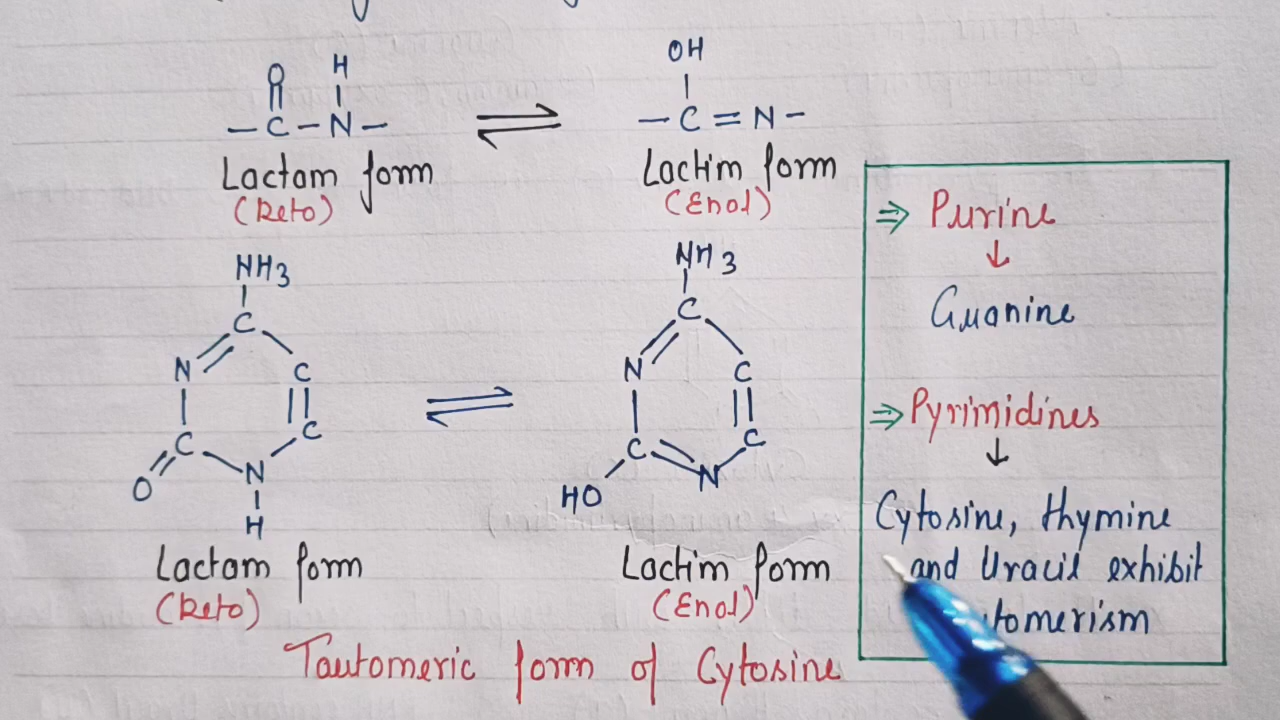 O H OH
– C – N – ⇌ – C = N –
Lactam form Lactim form
(Keto) (Enol)
NH3 NH3
C C
N C N C
C C C C
O N HO N
H
Lactam form Lactim form
(Keto) (Enol)
Tautomeric form of Cytosine
⇒ Purine
↓
Guanine
⇒ Pyrimidines
↓
Cytosine, thymine
and Uracil exhibit